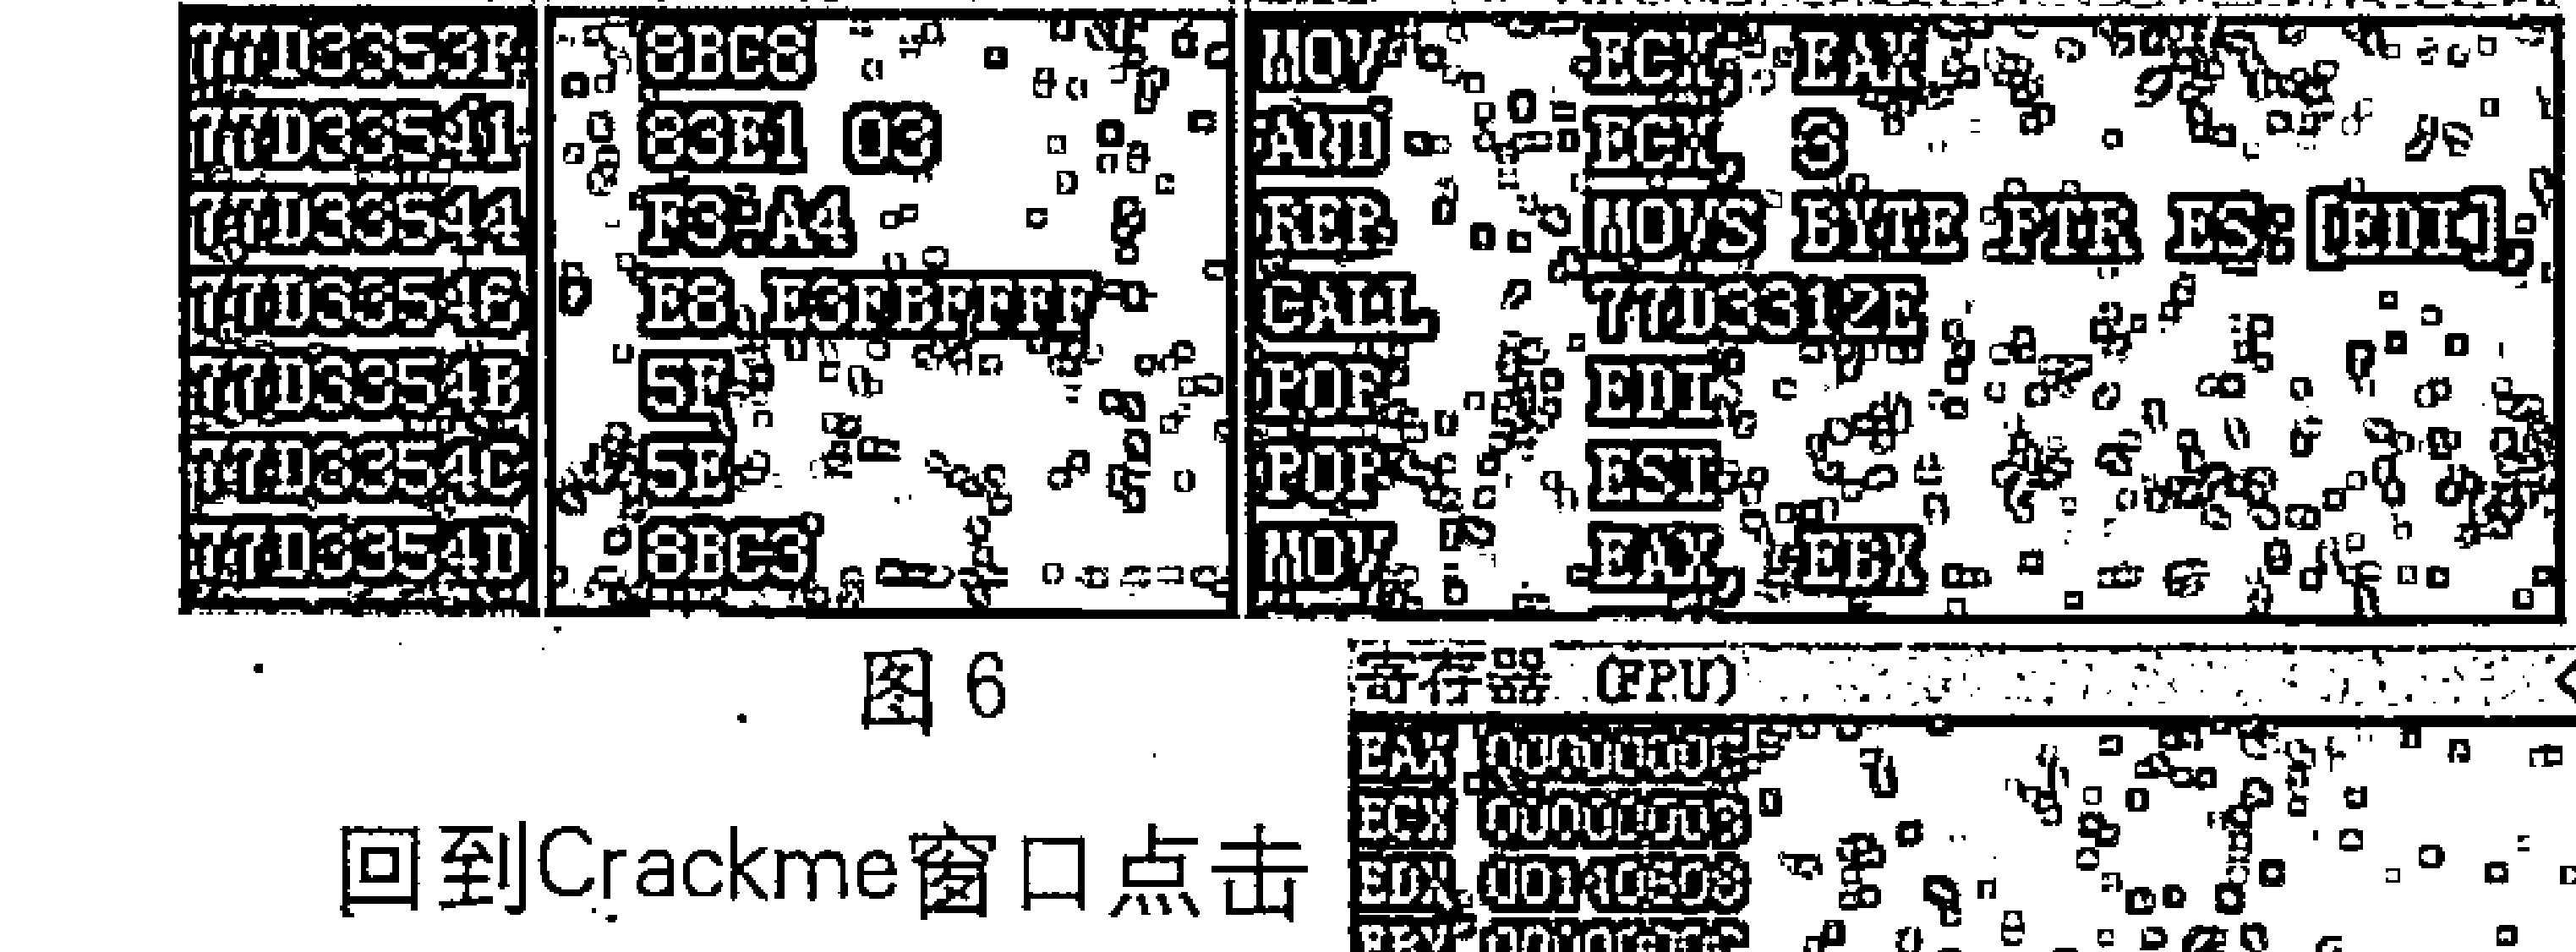 77D3353F 8BC8 MOV ECX, EAX
77D33541 83E1 03 AND ECX, 3
77D33544 F3:A4 REP MOVS BYTE PTR ES:[EDI],
77D33546 E8 E3FBFFFF CALL 77D3312E
77D3354B 5F POP EDI
77D3354C 5E POP ESI
77D3354D 8BC3 MOV EAX, EBX
图 6
寄存器 (FPU)
EAX
ECX
EDX
回到Crackme窗口点击